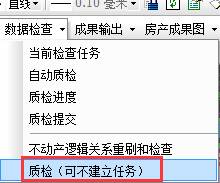 0.10 毫米
数据检查 成果输出 房产成果图
当前检查任务
自动质检
质检进度
质检提交
不动产逻辑关系重刷和检查
质检（可不建立任务）